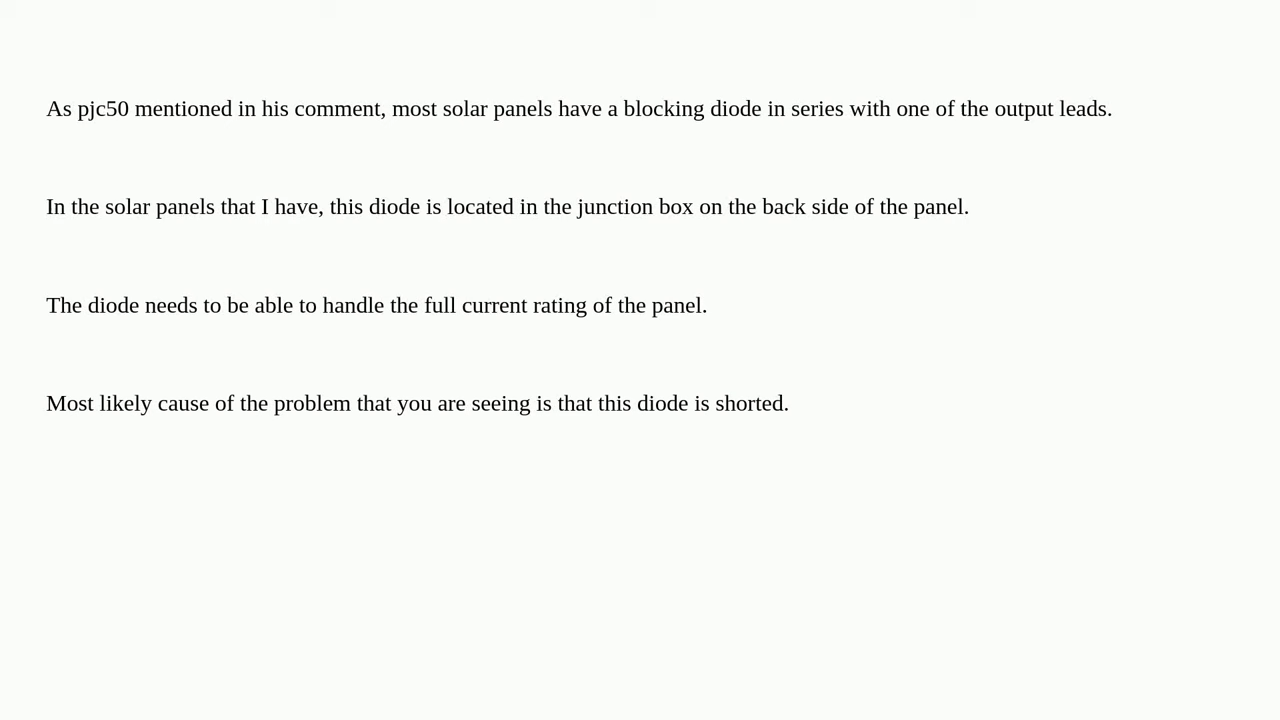 As pjc50 mentioned in his comment, most solar panels have a blocking diode in series with one of the output leads.
In the solar panels that I have, this diode is located in the junction box on the back side of the panel.
The diode needs to be able to handle the full current rating of the panel.
Most likely cause of the problem that you are seeing is that this diode is shorted.